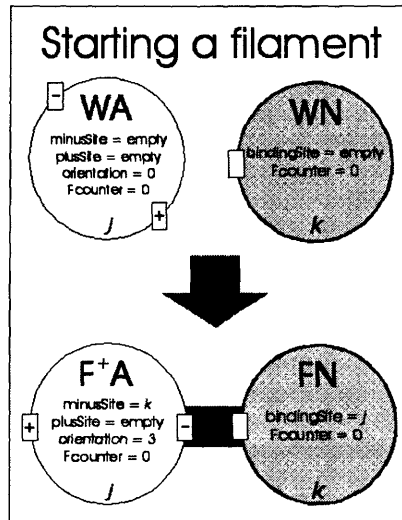 Starting a filament
-
WA
minusSite = empty
plusSite = empty
orientation = 0
Fcounter = 0
+
j
WN
bindingSite = empty
Fcounter = 0
k
F+A
minusSite = k
plusSite = empty
orientation = 3
Fcounter = 0
+
-
j
FN
bindingSite = j
Fcounter = 0
k